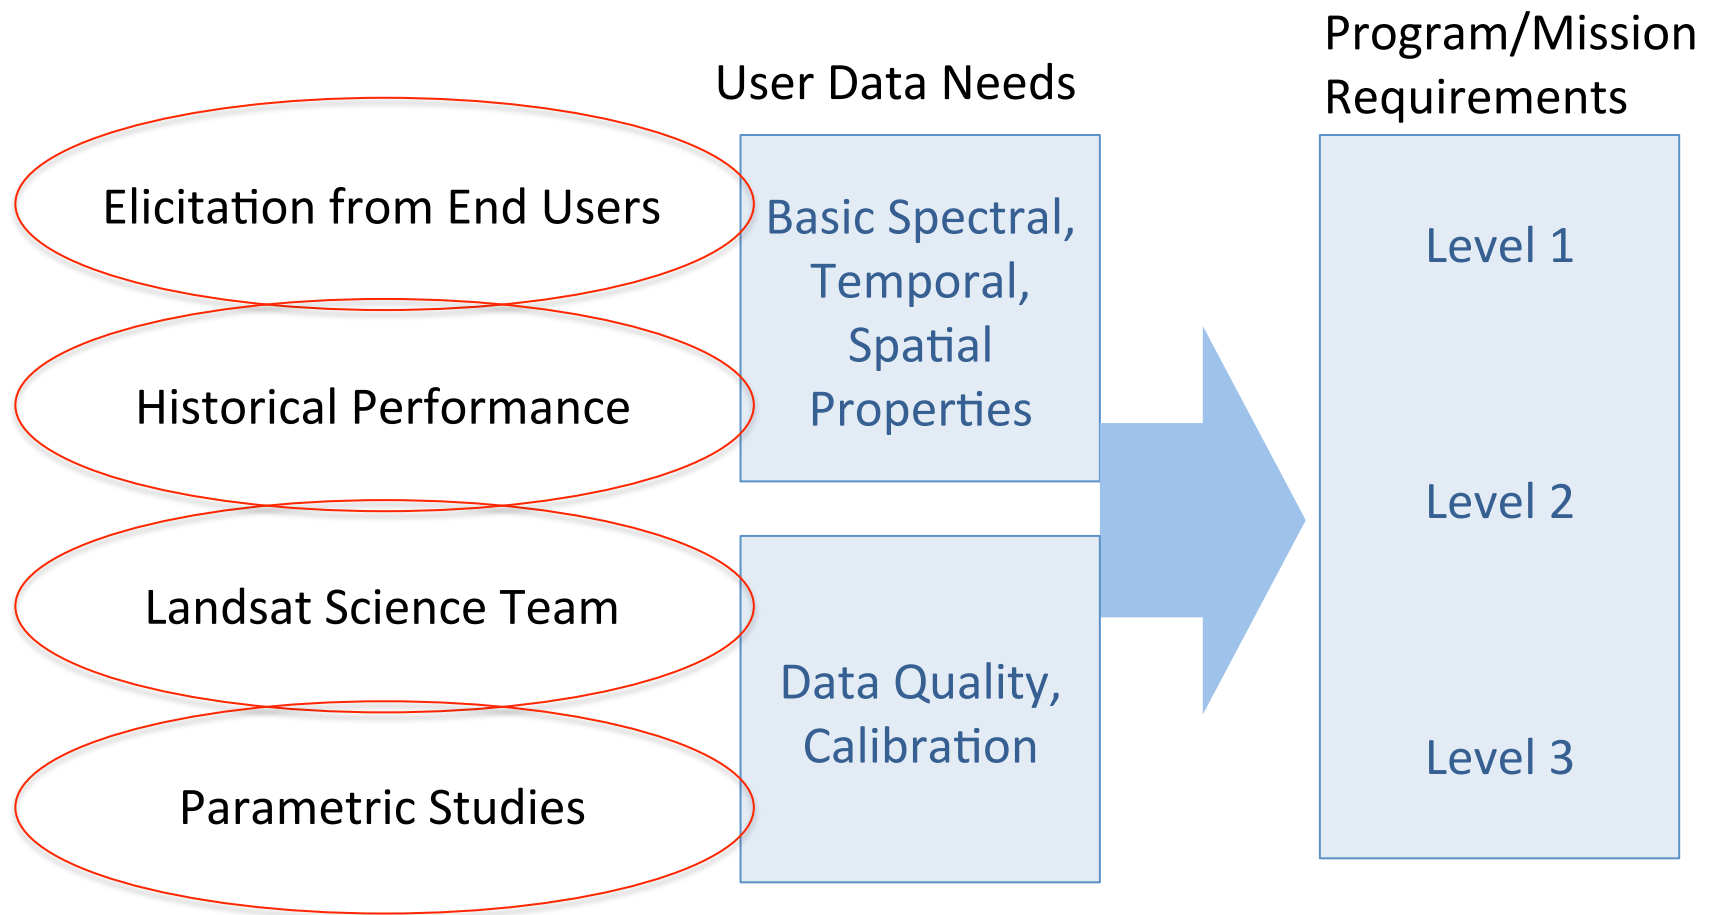 Program/Mission
Requirements
User Data Needs
Elicitation from End Users
Historical Performance
Landsat Science Team
Parametric Studies
Basic Spectral,
Temporal,
Spatial
Properties
Data Quality,
Calibration
Level 1
Level 2
Level 3